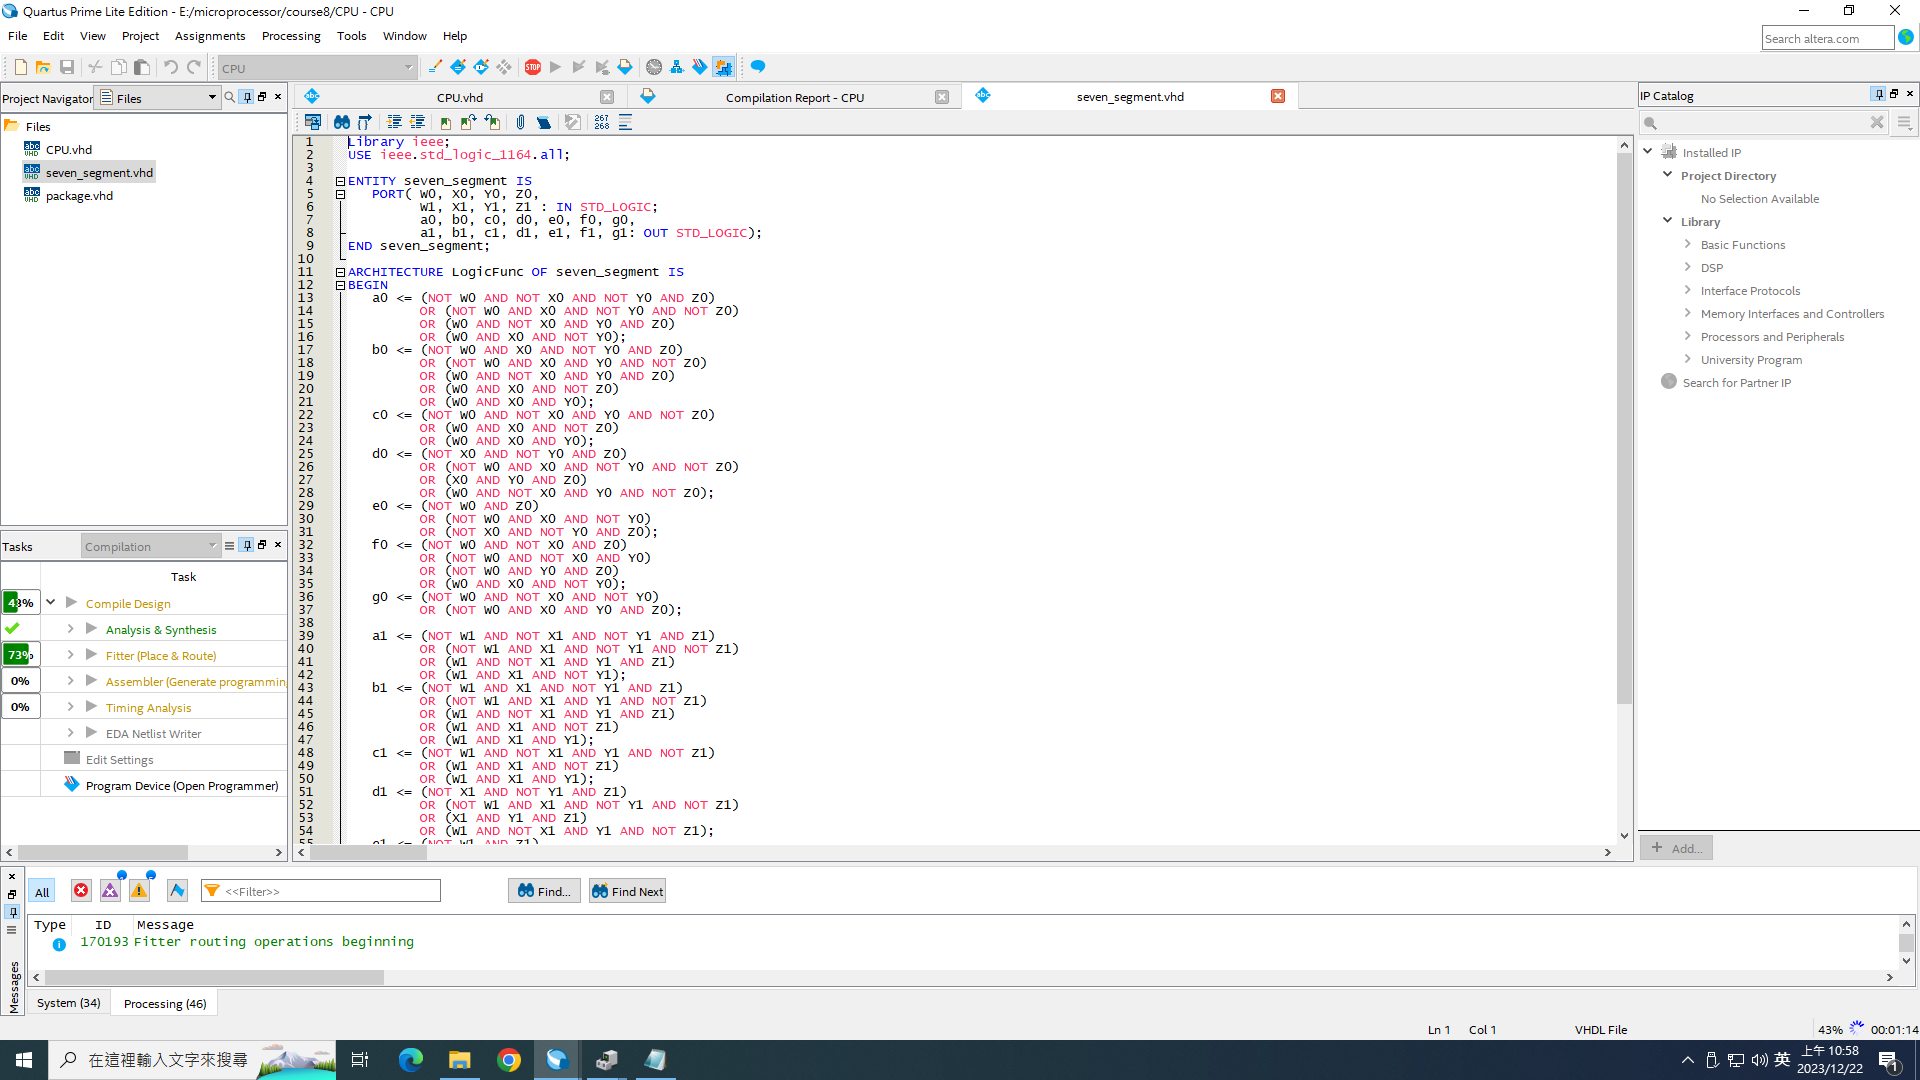 Quartus Prime Lite Edition - E:/microprocessor/course8/CPU - CPU
File Edit View Project Assignments Processing Tools Window Help
Search altera.com
CPU
Project Navigator Files
CPU.vhd
Compilation Report - CPU
seven_segment.vhd
IP Catalog
Files
CPU.vhd
seven_segment.vhd
package.vhd
267
268
1 Library ieee;
2 USE ieee.std_logic_1164.all;
3
4 ENTITY seven_segment IS
5 PORT( W0, X0, Y0, Z0,
6 W1, X1, Y1, Z1 : IN STD_LOGIC;
7 a0, b0, c0, d0, e0, f0, g0,
8 a1, b1, c1, d1, e1, f1, g1: OUT STD_LOGIC);
9 END seven_segment;
10
11 ARCHITECTURE LogicFunc OF seven_segment IS
12 BEGIN
13 a0 <= (NOT W0 AND NOT X0 AND NOT Y0 AND Z0)
14 OR (NOT W0 AND X0 AND NOT Y0 AND NOT Z0)
15 OR (W0 AND NOT X0 AND Y0 AND Z0)
16 OR (W0 AND X0 AND NOT Y0);
17 b0 <= (NOT W0 AND X0 AND NOT Y0 AND Z0)
18 OR (NOT W0 AND X0 AND Y0 AND NOT Z0)
19 OR (W0 AND NOT X0 AND Y0 AND Z0)
20 OR (W0 AND X0 AND NOT Z0)
21 OR (W0 AND X0 AND Y0);
22 c0 <= (NOT W0 AND NOT X0 AND Y0 AND NOT Z0)
23 OR (W0 AND X0 AND NOT Z0)
24 OR (W0 AND X0 AND Y0);
25 d0 <= (NOT X0 AND NOT Y0 AND Z0)
26 OR (NOT W0 AND X0 AND NOT Y0 AND NOT Z0)
27 OR (X0 AND Y0 AND Z0)
28 OR (W0 AND NOT X0 AND Y0 AND NOT Z0);
29 e0 <= (NOT W0 AND Z0)
30 OR (NOT W0 AND X0 AND NOT Y0)
31 OR (NOT X0 AND NOT Y0 AND Z0);
32 f0 <= (NOT W0 AND NOT X0 AND Z0)
33 OR (NOT W0 AND NOT X0 AND Y0)
34 OR (NOT W0 AND Y0 AND Z0)
35 OR (W0 AND X0 AND NOT Y0);
36 g0 <= (NOT W0 AND NOT X0 AND NOT Y0)
37 OR (NOT W0 AND X0 AND Y0 AND Z0);
38
39 a1 <= (NOT W1 AND NOT X1 AND NOT Y1 AND Z1)
40 OR (NOT W1 AND X1 AND NOT Y1 AND NOT Z1)
41 OR (W1 AND NOT X1 AND Y1 AND Z1)
42 OR (W1 AND X1 AND NOT Y1);
43 b1 <= (NOT W1 AND X1 AND NOT Y1 AND Z1)
44 OR (NOT W1 AND X1 AND Y1 AND NOT Z1)
45 OR (W1 AND NOT X1 AND Y1 AND Z1)
46 OR (W1 AND X1 AND NOT Z1)
47 OR (W1 AND X1 AND Y1);
48 c1 <= (NOT W1 AND NOT X1 AND Y1 AND NOT Z1)
49 OR (W1 AND X1 AND NOT Z1)
50 OR (W1 AND X1 AND Y1);
51 d1 <= (NOT X1 AND NOT Y1 AND Z1)
52 OR (NOT W1 AND X1 AND NOT Y1 AND NOT Z1)
53 OR (X1 AND Y1 AND Z1)
54 OR (W1 AND NOT X1 AND Y1 AND NOT Z1);
55 e1 <= (NOT W1 AND Z1)
Installed IP
Project Directory
No Selection Available
Library
Basic Functions
DSP
Interface Protocols
Memory Interfaces and Controllers
Processors and Peripherals
University Program
Search for Partner IP
Add...
Tasks Compilation
Task
43% Compile Design
Analysis & Synthesis
73% Fitter (Place & Route)
0% Assembler (Generate programmin
0% Timing Analysis
EDA Netlist Writer
Edit Settings
Program Device (Open Programmer)
All <<Filter>> Find... Find Next
Type ID Message
170193 Fitter routing operations beginning
Messages
System (34) Processing (46)
Ln 1 Col 1 VHDL File 43% 00:01:14
在這裡輸入文字來搜尋
英
上午 10:58
2023/12/22
1